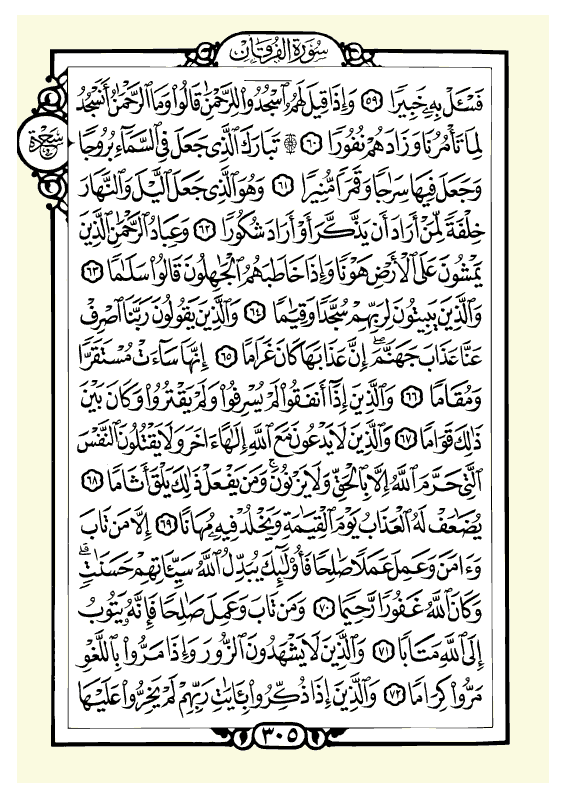 سُورَةُ الفُرْقَانِ
فَسْـَٔلْ بِهِۦ خَبِيرًا ٥٩ وَإِذَا قِيلَ لَهُمُ ٱسْجُدُوا۟ لِلرَّحْمَٰنِ قَالُوا۟ وَمَا ٱلرَّحْمَٰنُ أَنَسْجُدُ
لِمَا تَأْمُرُنَا وَزَادَهُمْ نُفُورًا ٦٠ ۞ تَبَارَكَ ٱلَّذِى جَعَلَ فِى ٱلسَّمَآءِ بُرُوجًا
سَجْدَة
وَجَعَلَ فِيهَا سِرَٰجًا وَقَمَرًا مُّنِيرًا ٦١ وَهُوَ ٱلَّذِى جَعَلَ ٱلَّيْلَ وَٱلنَّهَارَ
خِلْفَةً لِّمَنْ أَرَادَ أَن يَذَّكَّرَ أَوْ أَرَادَ شُكُورًا ٦٢ وَعِبَادُ ٱلرَّحْمَٰنِ ٱلَّذِينَ
يَمْشُونَ عَلَى ٱلْأَرْضِ هَوْنًا وَإِذَا خَاطَبَهُمُ ٱلْجَٰهِلُونَ قَالُوا۟ سَلَٰمًا ٦٣
وَٱلَّذِينَ يَبِيتُونَ لِرَبِّهِمْ سُجَّدًا وَقِيَٰمًا ٦٤ وَٱلَّذِينَ يَقُولُونَ رَبَّنَا ٱصْرِفْ
عَنَّا عَذَابَ جَهَنَّمَ ۖ إِنَّ عَذَابَهَا كَانَ غَرَامًا ٦٥ إِنَّهَا سَآءَتْ مُسْتَقَرًّا
وَمُقَامًا ٦٦ وَٱلَّذِينَ إِذَآ أَنفَقُوا۟ لَمْ يُسْرِفُوا۟ وَلَمْ يَقْتُرُوا۟ وَكَانَ بَيْنَ
ذَٰلِكَ قَوَامًا ٦٧ وَٱلَّذِينَ لَا يَدْعُونَ مَعَ ٱللَّهِ إِلَٰهًا ءَاخَرَ وَلَا يَقْتُلُونَ ٱلنَّفْسَ
ٱلَّتِى حَرَّمَ ٱللَّهُ إِلَّا بِٱلْحَقِّ وَلَا يَزْنُونَ ۚ وَمَن يَفْعَلْ ذَٰلِكَ يَلْقَ أَثَامًا ٦٨
يُضَٰعَفْ لَهُ ٱلْعَذَابُ يَوْمَ ٱلْقِيَٰمَةِ وَيَخْلُدْ فِيهِۦ مُهَانًا ٦٩ إِلَّا مَن تَابَ
وَءَامَنَ وَعَمِلَ عَمَلًا صَٰلِحًا فَأُو۟لَٰٓئِكَ يُبَدِّلُ ٱللَّهُ سَيِّـَٔاتِهِمْ حَسَنَٰتٍ ۗ
وَكَانَ ٱللَّهُ غَفُورًا رَّحِيمًا ٧٠ وَمَن تَابَ وَعَمِلَ صَٰلِحًا فَإِنَّهُۥ يَتُوبُ
إِلَى ٱللَّهِ مَتَابًا ٧١ وَٱلَّذِينَ لَا يَشْهَدُونَ ٱلزُّورَ وَإِذَا مَرُّوا۟ بِٱللَّغْوِ
مَرُّوا۟ كِرَامًا ٧٢ وَٱلَّذِينَ إِذَا ذُكِّرُوا۟ بِـَٔايَٰتِ رَبِّهِمْ لَمْ يَخِرُّوا۟ عَلَيْهَا
٣٠٥